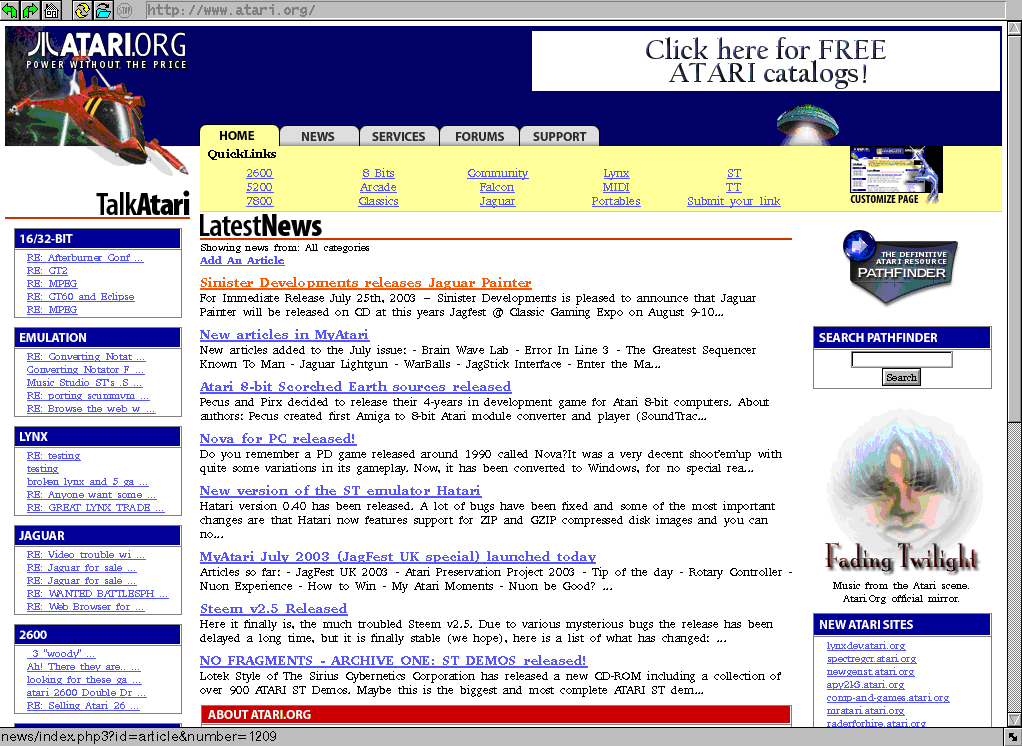 STOP
http://www.atari.org/
ATARI.ORG
POWER WITHOUT THE PRICE
Click here for FREE
ATARI catalogs!
HOME NEWS SERVICES FORUMS SUPPORT
QuickLinks
2600 8 Bits Community Lynx ST
5200 Arcade Falcon MIDI TT
7800 Classics Jaguar Portables Submit your link
CUSTOMIZE PAGE
TalkAtari
16/32-BIT
RE: Afterburner Conf ...
RE: GT2
RE: MPEG
RE: GT60 and Eclipse
RE: MPEG
EMULATION
RE: Converting Notat ...
Converting Notator F ...
Music Studio ST's .S ...
RE: porting scummvm ...
RE: Browse the web w ...
LYNX
RE: testing
testing
broken lynx and 5 ga ...
RE: Anyone want some ...
RE: GREAT LYNX TRADE ...
JAGUAR
RE: Video trouble wi ...
RE: Jaguar for sale ...
RE: Jaguar for sale ...
RE: WANTED BATTLESPH ...
RE: Web Browser for ...
2600
_3 "woody" ...
Ah! There they are.. ...
looking for these ga ...
atari 2600 Double Dr ...
RE: Selling Atari 26 ...
LatestNews
Showing news from: All categories
Add An Article
Sinister Developments releases Jaguar Painter
For Immediate Release July 25th, 2003 - Sinister Developments is pleased to announce that Jaguar
Painter will be released on CD at this years Jagfest @ Classic Gaming Expo on August 9-10...
New articles in MyAtari
New articles added to the July issue: - Brain Wave Lab - Error In Line 3 - The Greatest Sequencer
Known To Man - Jaguar Lightgun - WarBalls - JagStick Interface - Enter the Ma...
Atari 8-bit Scorched Earth sources released
Pecus and Pirx decided to release their 4-years in development game for Atari 8-bit computers. About
authors: Pecus created first Amiga to 8-bit Atari module converter and player (SoundTrac...
Nova for PC released!
Do you remember a PD game released around 1990 called Nova?It was a very decent shoot'em'up with
quite some variations in its gameplay. Now, it has been converted to Windows, for no special rea...
New version of the ST emulator Hatari
Hatari version 0.40 has been released. A lot of bugs have been fixed and some of the most important
changes are that Hatari now features support for ZIP and GZIP compressed disk images and you can
no...
MyAtari July 2003 (JagFest UK special) launched today
Articles so far: - JagFest UK 2003 - Atari Preservation Project 2003 - Tip of the day - Rotary Controller -
Nuon Experience - How to Win - My Atari Moments - Nuon be Good? ...
Steem v2.5 Released
Here it finally is, the much troubled Steem v2.5. Due to various mysterious bugs the release has been
delayed a long time, but it is finally stable (we hope), here is a list of what has changed: ...
NO FRAGMENTS - ARCHIVE ONE: ST DEMOS released!
Lotek Style of The Sirius Cybernetics Corporation has released a new CD-ROM including a collection of
over 900 ATARI ST Demos. Maybe this is the biggest and most complete ATARI ST dem...
ABOUT ATARI.ORG
THE DEFINITIVE
ATARI RESOURCE
PATHFINDER
SEARCH PATHFINDER
Search
Fading Twilight
Music from the Atari scene.
Atari.Org official mirror.
NEW ATARI SITES
lynxdev.atari.org
spectregcr.atari.org
newgenst.atari.org
apy2k3.atari.org
comp-and-games.atari.org
mratari.atari.org
raderforhire.atari.org
news/index.php3?id=article&number=1209